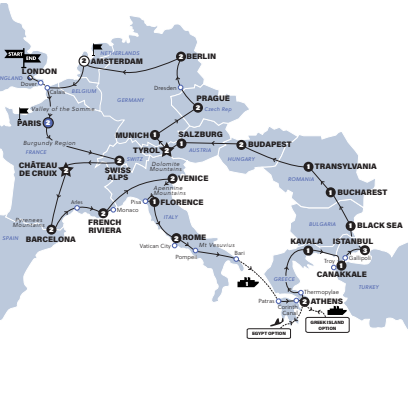 START
END
LONDON
ENGLAND
Dover
Calais
NETHERLANDS
2 AMSTERDAM
BELGIUM
2 BERLIN
Dresden
GERMANY
PRAGUE
2
Czech Rep
Valley of the Somme
PARIS 2
Burgundy Region
FRANCE
MUNICH 1
SALZBURG
1
TYROL 2
AUSTRIA
2 BUDAPEST
HUNGARY
CHÂTEAU
DE CRUIX 2
2
SWISS
ALPS
SWITZ
Dolomite
Mountains
2 VENICE
Apennine
Mountains
1 TRANSYLVANIA
ROMANIA
1 BUCHAREST
Pisa
1 FLORENCE
Arles
Monaco
2
FRENCH
RIVIERA
ITALY
Pyrenees
Mountains
SPAIN
2
BARCELONA
BULGARIA
1 BLACK SEA
2 ROME
Vatican City
Mt Vesuvius
Pompeii
Bari
KAVALA
1
ISTANBUL
3
Gallipoli
Troy
1
CANAKKALE
GREECE
TURKEY
Thermopylae
Patras
2 ATHENS
Corinth
Canal
EGYPT OPTION
GREEK ISLAND
OPTION